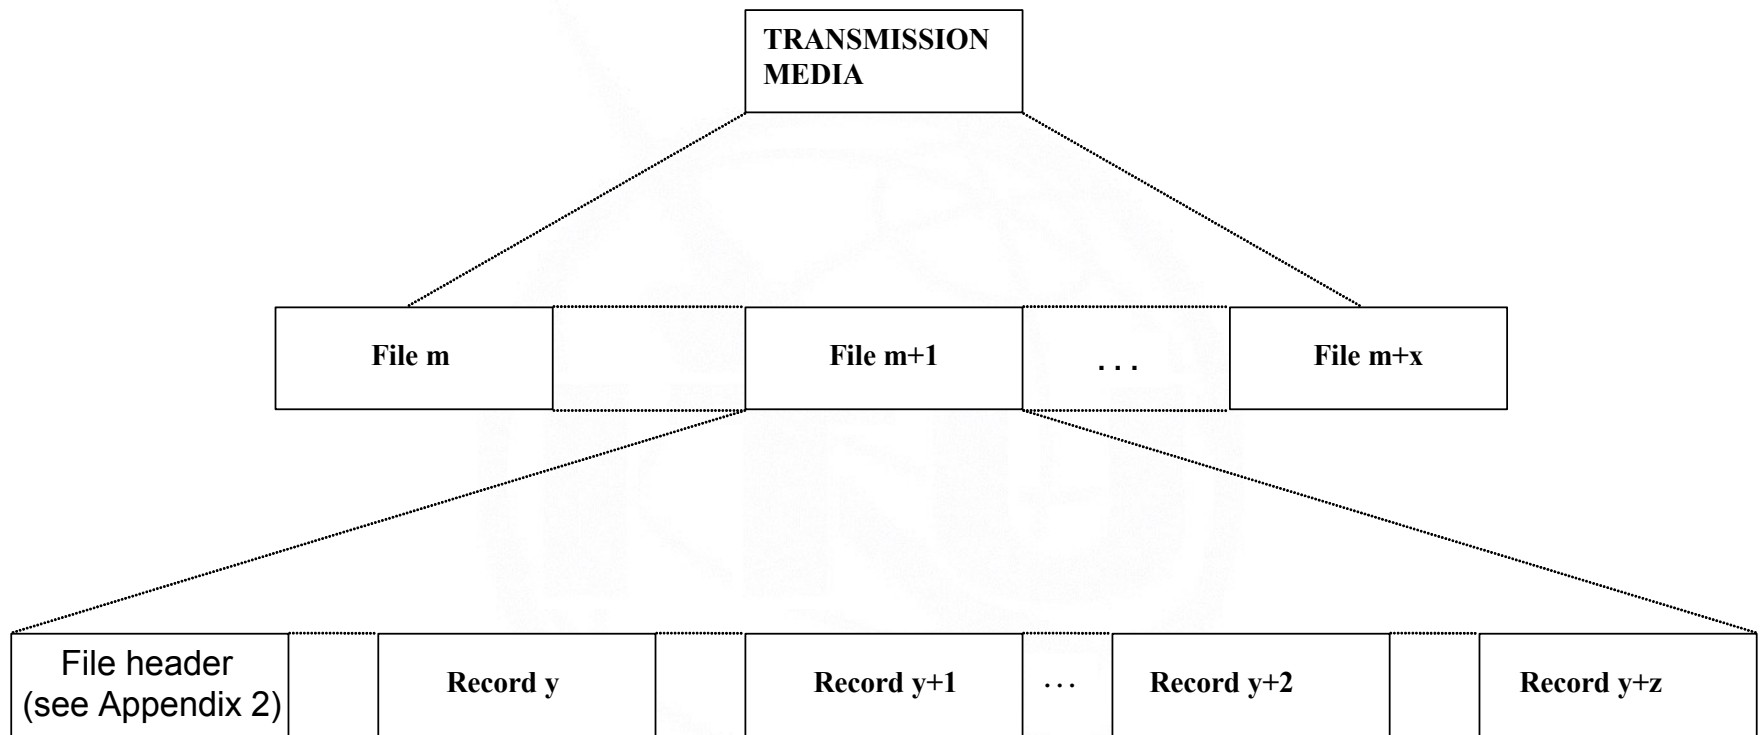 TRANSMISSION
MEDIA
File m
File m+1
. . .
File m+x
File header
(see Appendix 2)
Record y
Record y+1
. . .
Record y+2
Record y+z